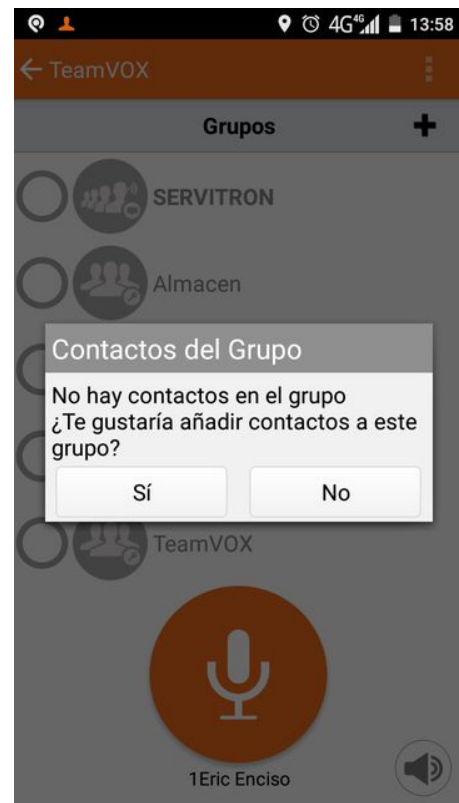 4G 4G 13:58
TeamVOX
Grupos
SERVITRON
Almacen
Contactos del Grupo
No hay contactos en el grupo
¿Te gustaría añadir contactos a este
grupo?
Sí No
TeamVOX
1Eric Enciso